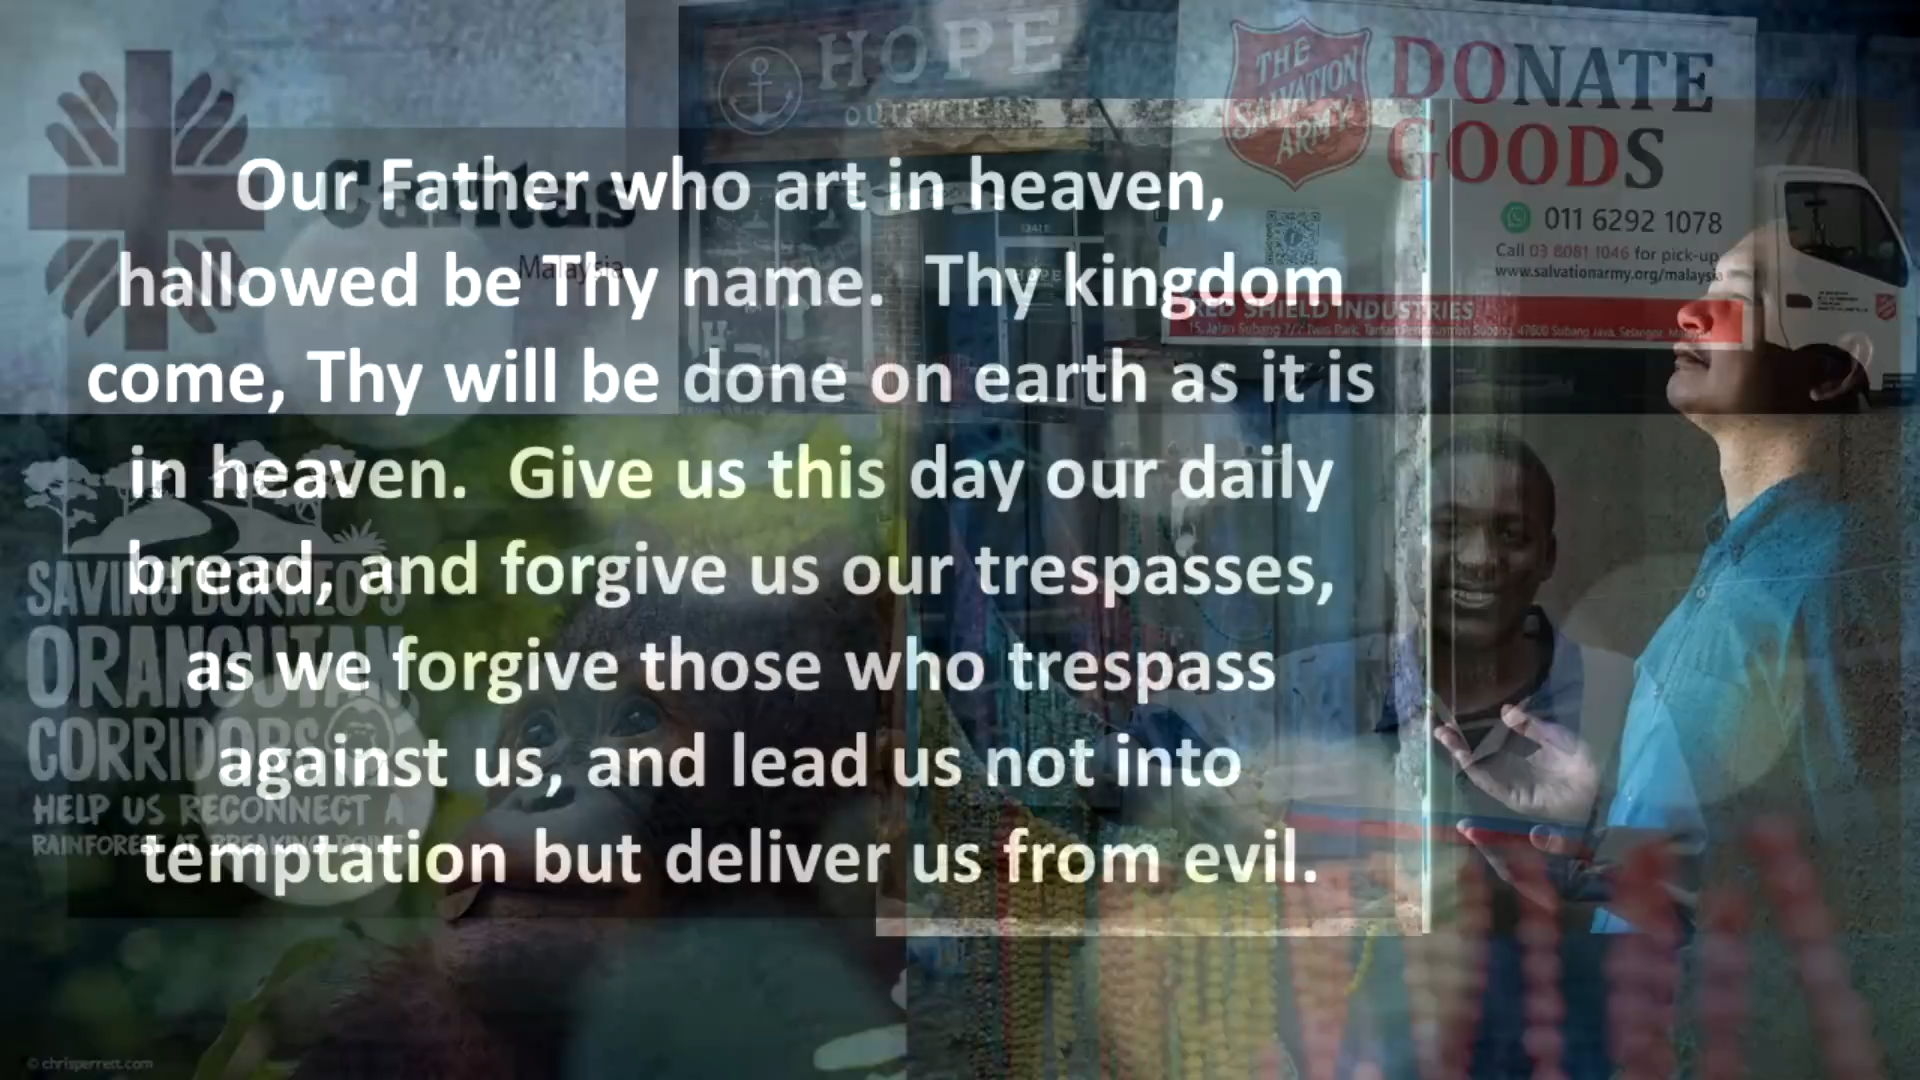 HOPE
OUTFITTERS
THE
SALVATION
ARMY
DONATE
GOODS
011 6292 1078
Call 03 8081 1046 for pick-up
www.salvationarmy.org/malaysia
RED SHIELD INDUSTRIES
Caritas
Malaysia
HOPE
Our Father who art in heaven,
hallowed be Thy name. Thy kingdom
come, Thy will be done on earth as it is
in heaven. Give us this day our daily
bread, and forgive us our trespasses,
as we forgive those who trespass
against us, and lead us not into
temptation but deliver us from evil.
SAVING BORNEO'S
ORANGUTAN
CORRIDORS
HELP US RECONNECT A
RAINFOREST AT BREAKING POINT
© chrisperrett.com